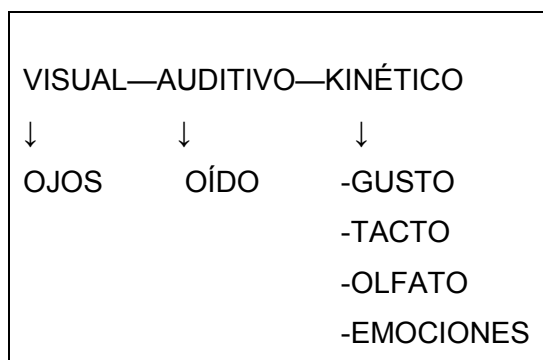 VISUAL—AUDITIVO—KINÉTICO
↓ ↓ ↓
OJOS OÍDO -GUSTO
-TACTO
-OLFATO
-EMOCIONES